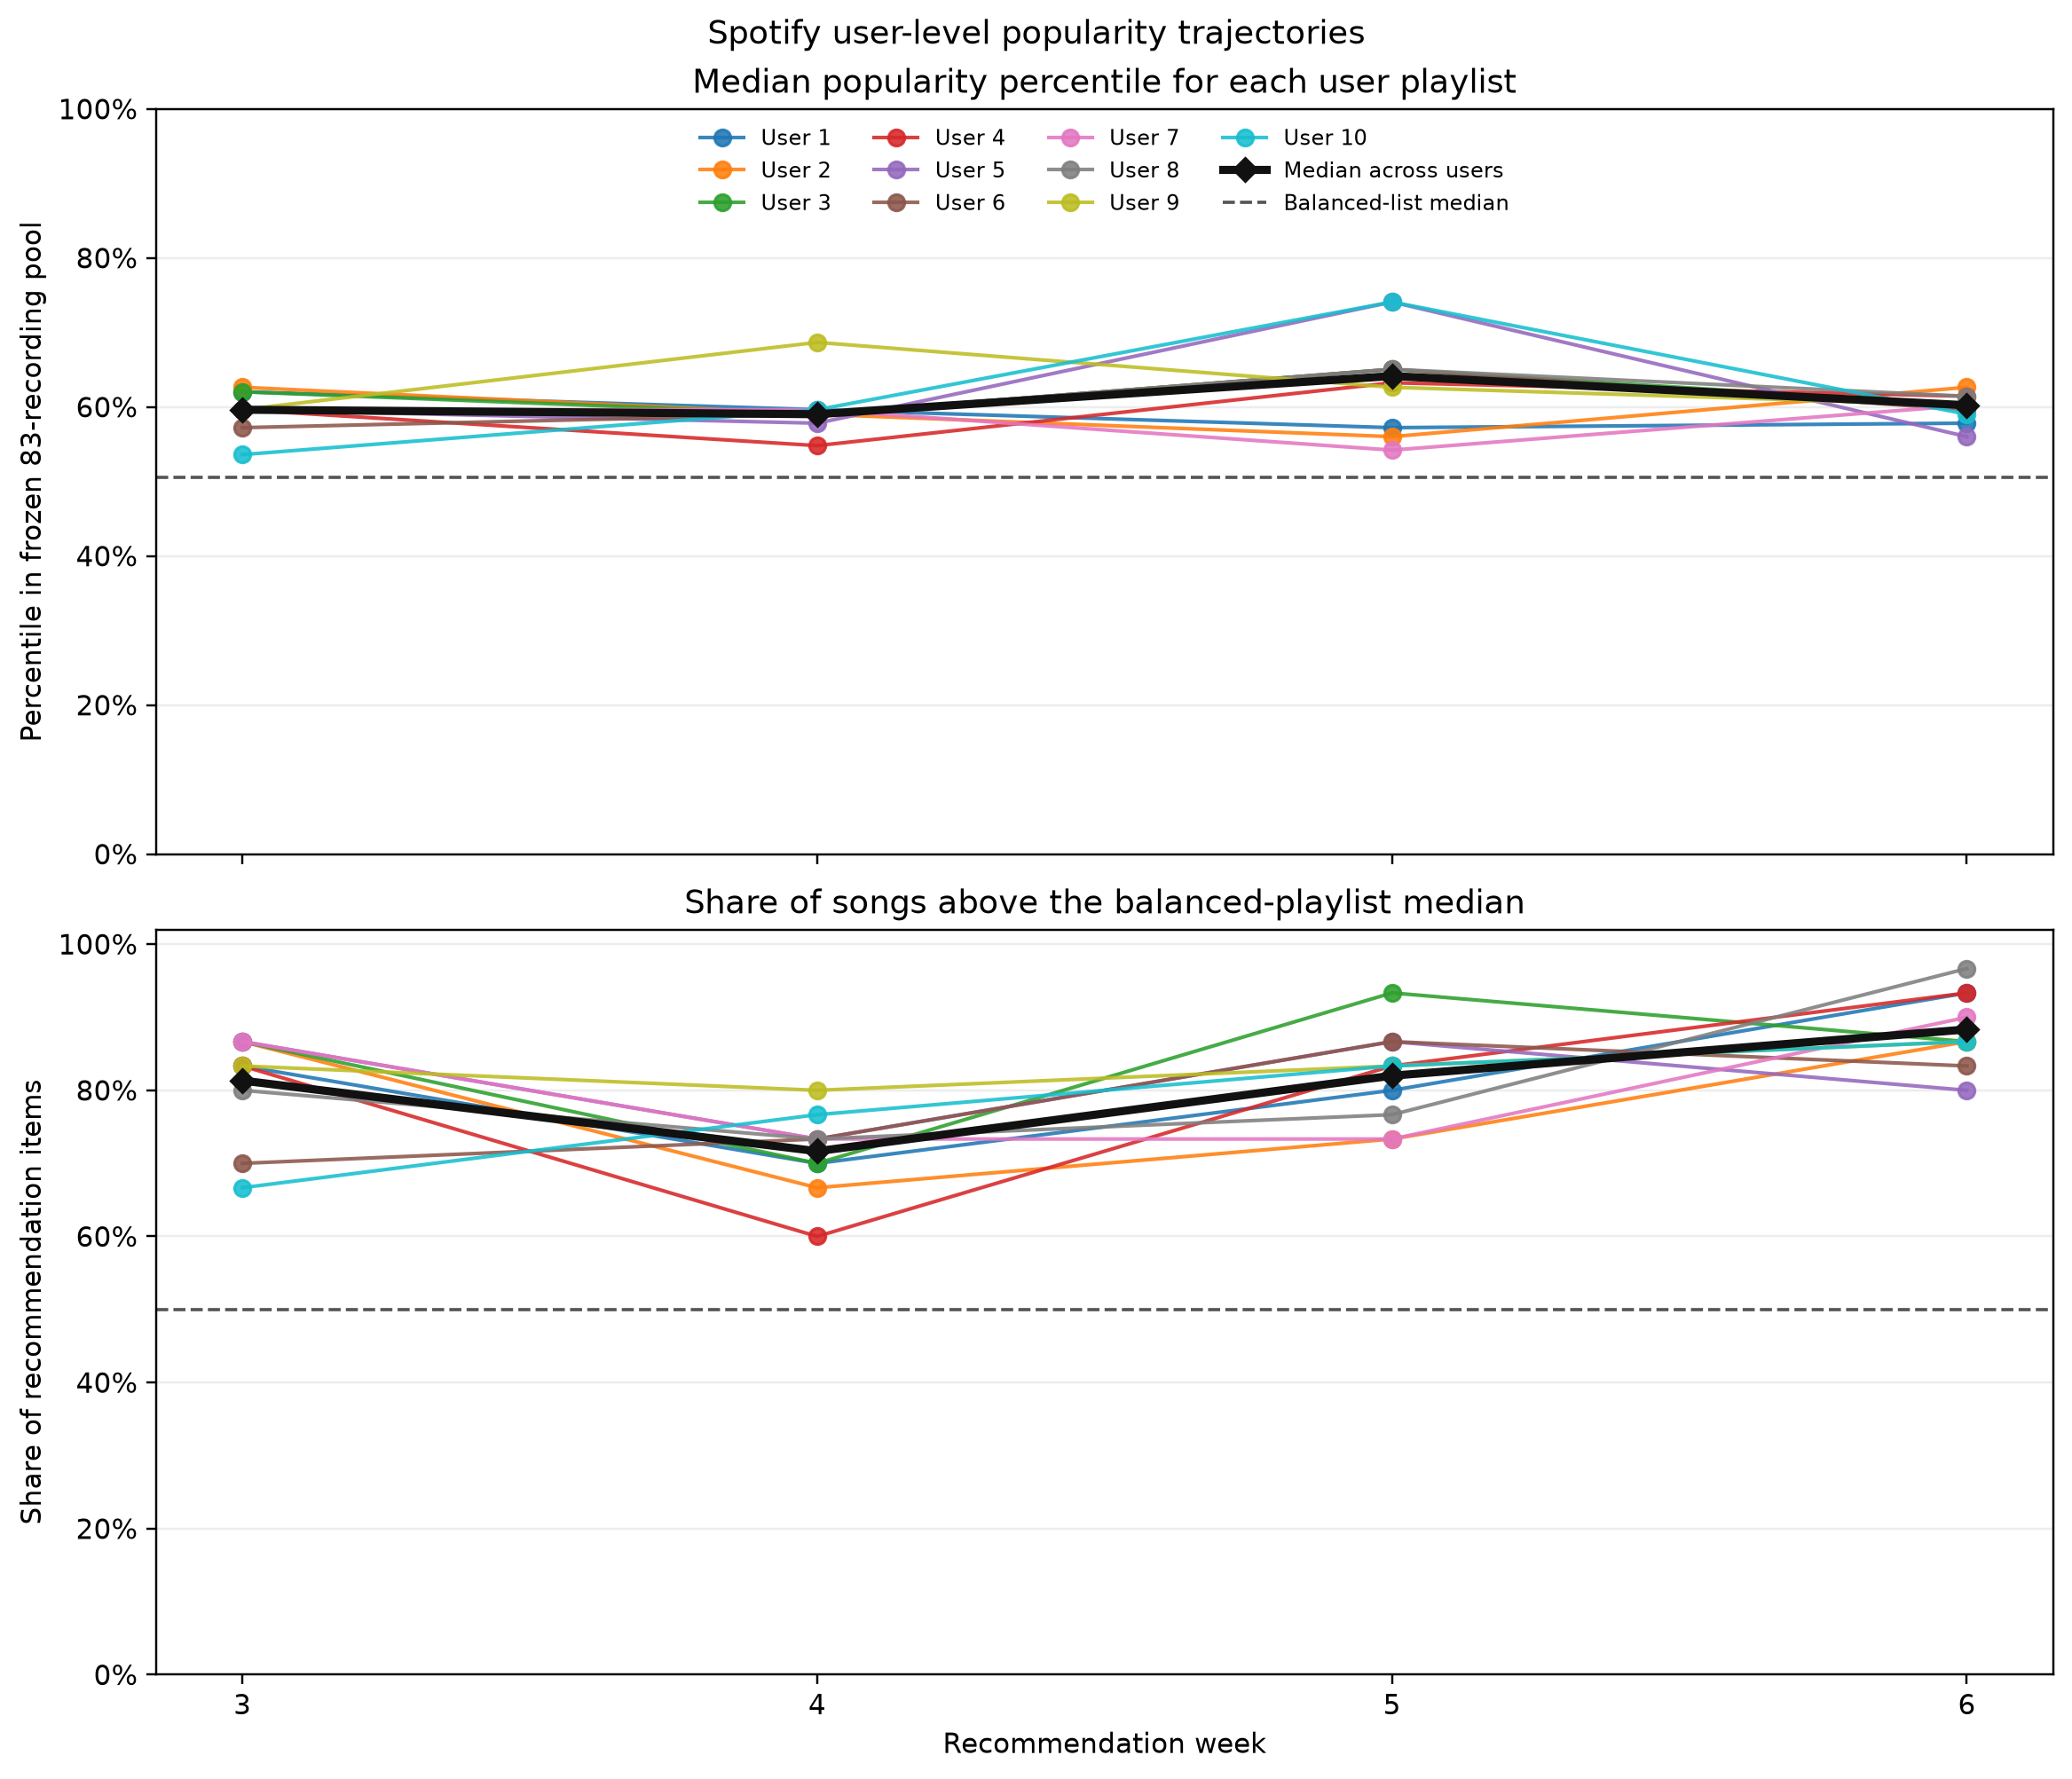 Spotify user-level popularity trajectories
Median popularity percentile for each user playlist
100%
80%
60%
40%
20%
0%
Percentile in frozen 83-recording pool
User 1
User 2
User 3
User 4
User 5
User 6
User 7
User 8
User 9
User 10
Median across users
Balanced-list median
Share of songs above the balanced-playlist median
100%
80%
60%
40%
20%
0%
Share of recommendation items
3
4
5
6
Recommendation week